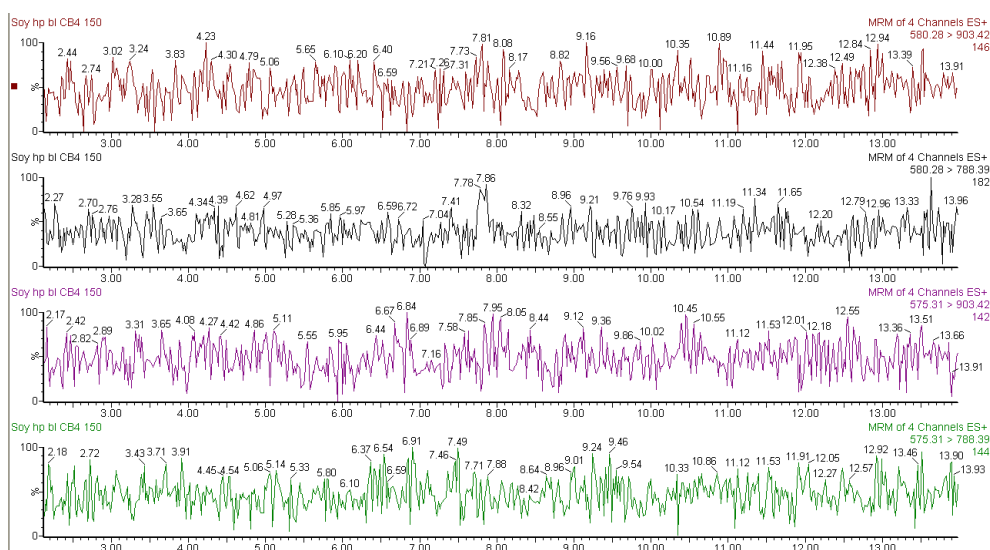 Soy hp bl CB4 150
MRM of 4 Channels ES+
580.28 > 903.42
146
100
%
0
2.44 2.74 3.02 3.24 3.83 4.23 4.30 4.79 5.06 5.65 6.10 6.20 6.40 6.59 7.21 7.26 7.31 7.73 7.81 8.08 8.17 8.82 9.16 9.56 9.68 10.00 10.35 10.89 11.16 11.44 11.95 12.38 12.49 12.84 12.94 13.39 13.91
3.00 4.00 5.00 6.00 7.00 8.00 9.00 10.00 11.00 12.00 13.00
Soy hp bl CB4 150
MRM of 4 Channels ES+
580.28 > 788.39
182
100
%
0
2.27 2.70 2.76 3.28 3.55 3.65 4.34 4.39 4.62 4.81 4.97 5.28 5.36 5.85 5.97 6.59 6.72 7.04 7.41 7.78 7.86 8.32 8.55 8.96 9.21 9.76 9.93 10.17 10.54 11.19 11.34 11.65 12.20 12.79 12.96 13.33 13.96
3.00 4.00 5.00 6.00 7.00 8.00 9.00 10.00 11.00 12.00 13.00
Soy hp bl CB4 150
MRM of 4 Channels ES+
575.31 > 903.42
142
100
%
0
2.17 2.42 2.82 2.89 3.31 3.65 4.08 4.27 4.42 4.86 5.11 5.55 5.95 6.44 6.67 6.84 6.89 7.16 7.58 7.85 7.95 8.05 8.44 9.12 9.36 9.86 10.02 10.45 10.55 11.12 11.53 12.01 12.18 12.55 13.36 13.51 13.66 13.91
3.00 4.00 5.00 6.00 7.00 8.00 9.00 10.00 11.00 12.00 13.00
Soy hp bl CB4 150
MRM of 4 Channels ES+
575.31 > 788.39
144
100
%
0
2.18 2.72 3.43 3.71 3.91 4.45 4.54 5.06 5.14 5.33 5.80 6.10 6.37 6.54 6.59 6.91 7.46 7.49 7.71 7.88 8.42 8.64 8.96 9.01 9.24 9.46 9.54 10.33 10.86 11.12 11.53 11.91 12.05 12.27 12.57 12.92 13.46 13.90 13.93
3.00 4.00 5.00 6.00 7.00 8.00 9.00 10.00 11.00 12.00 13.00